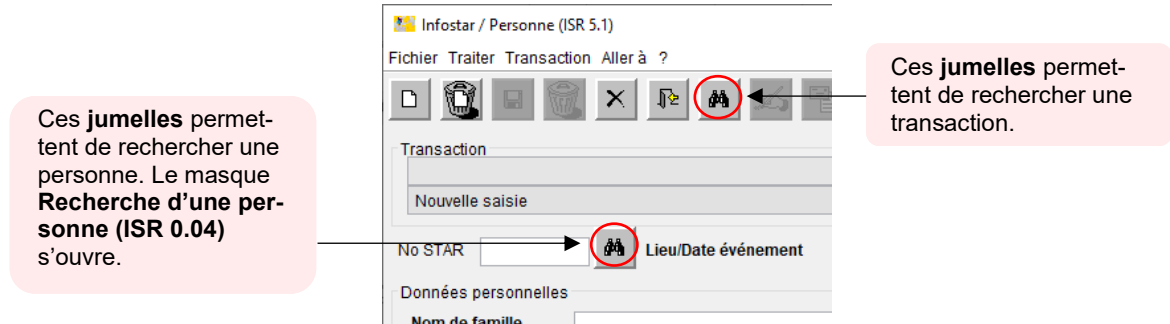 Infostar / Personne (ISR 5.1)
Fichier Traiter Transaction Aller à ?
Ces jumelles permet-
tent de rechercher une
transaction.
Ces jumelles permet-
tent de rechercher une
personne. Le masque
Recherche d’une per-
sonne (ISR 0.04)
s’ouvre.
Transaction
Nouvelle saisie
No STAR
Lieu/Date événement
Données personnelles
Nom de famille